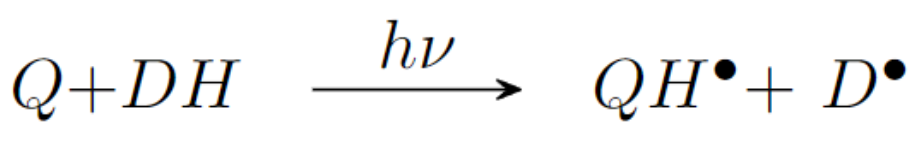 hν
Q+DH ⟶ QH•+ D•